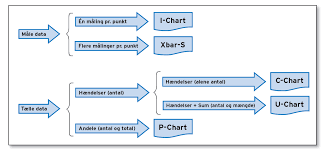 Måle data
Én måling pr. punkt
I-Chart
Flere målinger pr. punkt
Xbar-S
Tælle data
Hændelser (antal)
Hændelser (alene antal)
C-Chart
Hændelser + Sum (antal og mængde)
U-Chart
Andele (antal og total)
P-Chart